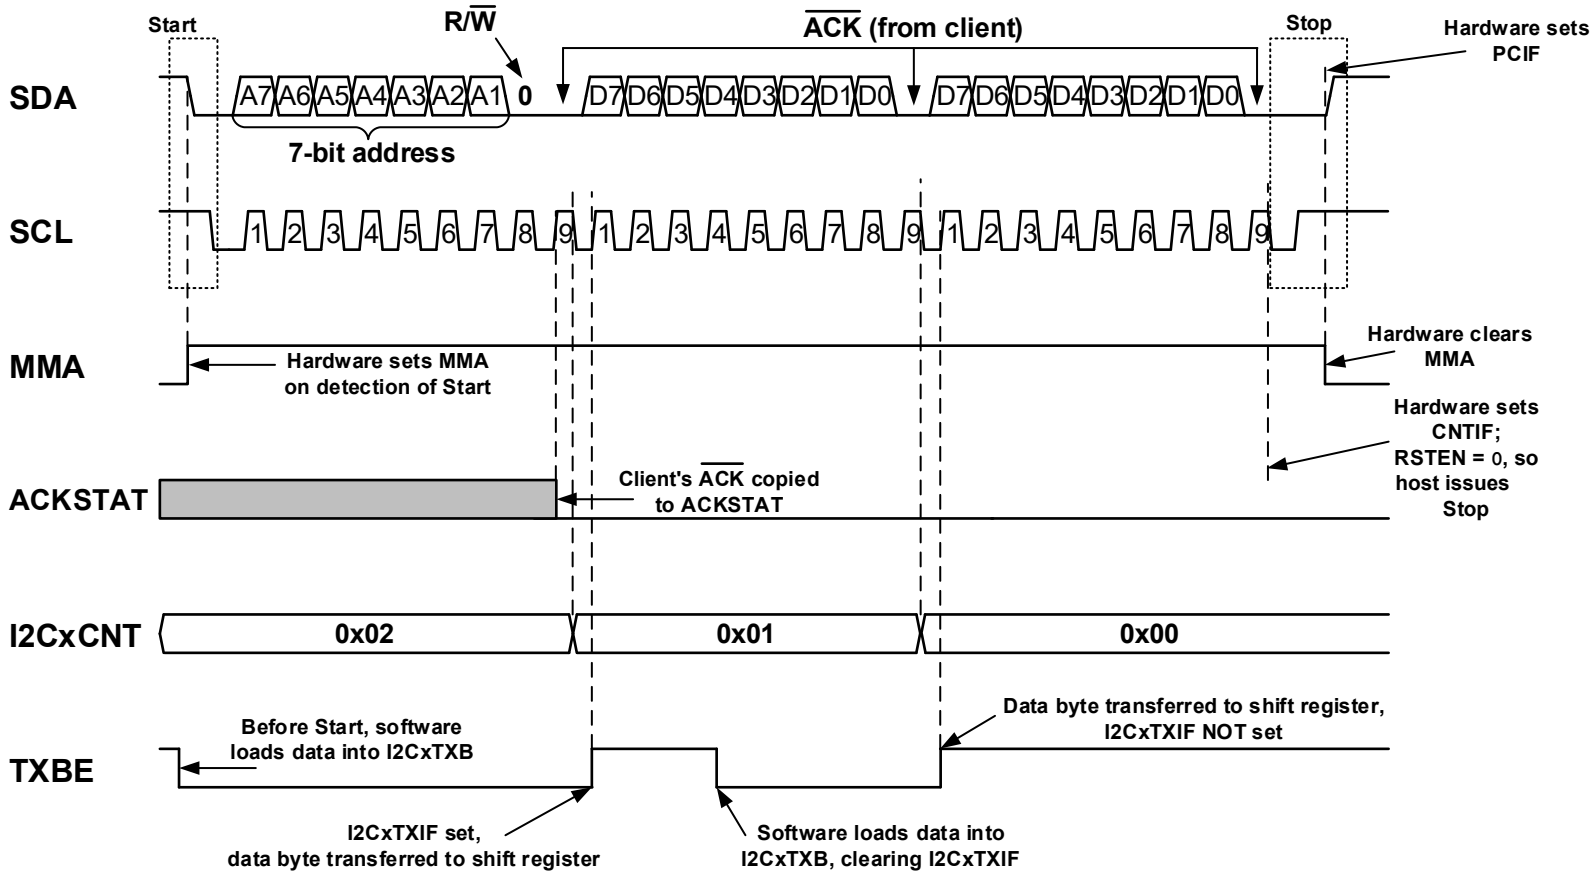 Start
R/W
ACK (from client)
Stop
Hardware sets
PCIF
SDA
A7 A6 A5 A4 A3 A2 A1 0 D7 D6 D5 D4 D3 D2 D1 D0 D7 D6 D5 D4 D3 D2 D1 D0
7-bit address
SCL
1 2 3 4 5 6 7 8 9 1 2 3 4 5 6 7 8 9 1 2 3 4 5 6 7 8 9
MMA
Hardware sets MMA
on detection of Start
Hardware clears
MMA
Hardware sets
CNTIF;
RSTEN = 0, so
host issues
Stop
ACKSTAT
Client's ACK copied
to ACKSTAT
I2CxCNT
0x02 0x01 0x00
TXBE
Before Start, software
loads data into I2CxTXB
Data byte transferred to shift register,
I2CxTXIF NOT set
I2CxTXIF set,
data byte transferred to shift register
Software loads data into
I2CxTXB, clearing I2CxTXIF